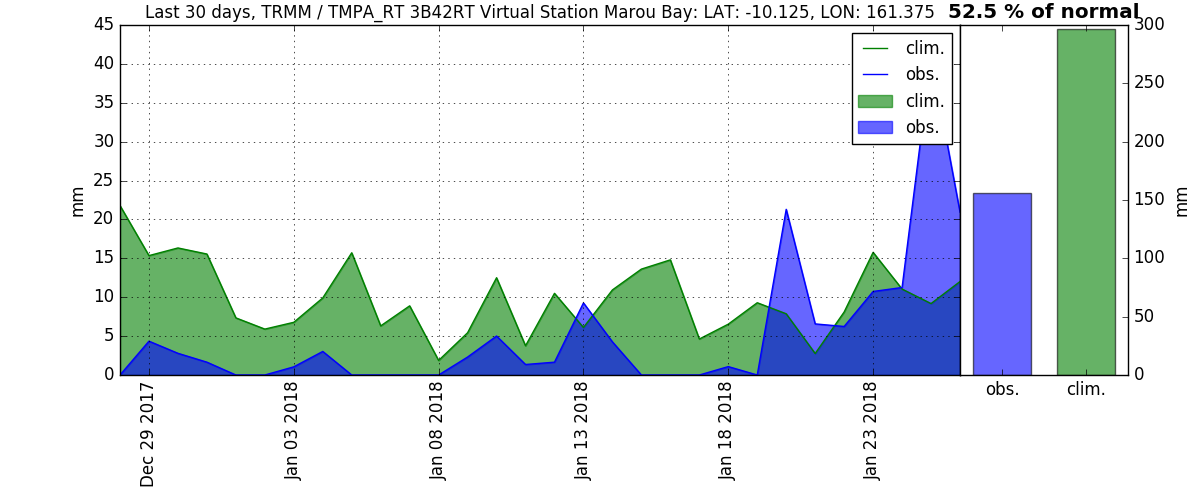 Last 30 days, TRMM / TMPA_RT 3B42RT Virtual Station Marou Bay: LAT: -10.125, LON: 161.375
52.5 % of normal
45
40
35
30
25
20
15
10
5
0
mm
clim.
obs.
clim.
obs.
Dec 29 2017
Jan 03 2018
Jan 08 2018
Jan 13 2018
Jan 18 2018
Jan 23 2018
300
250
200
150
100
50
0
mm
obs.
clim.